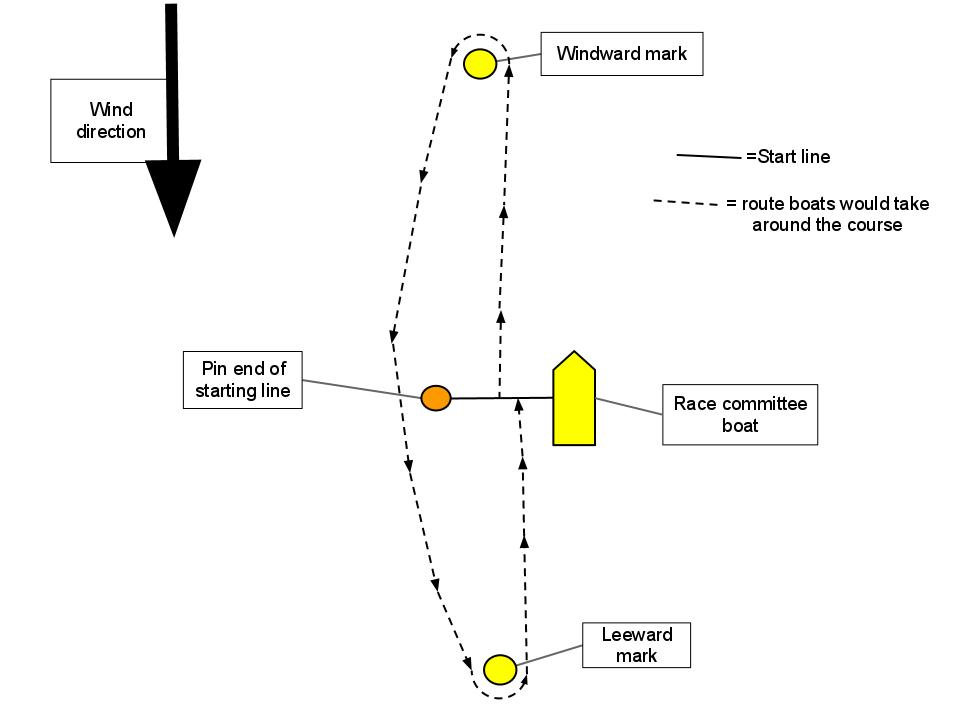 Windward mark
Wind
direction
=Start line
= route boats would take
around the course
Pin end of
starting line
Race committee
boat
Leeward
mark